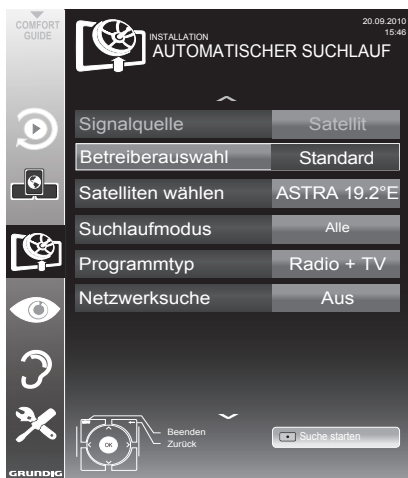 COMFORT
GUIDE
20.09.2010
15:46
INSTALLATION
AUTOMATISCHER SUCHLAUF
Signalquelle Satellit
Betreiberauswahl Standard
Satelliten wählen ASTRA 19.2°E
Suchlaufmodus Alle
Programmtyp Radio + TV
Netzwerksuche Aus
OK
Beenden
Zurück
Suche starten
GRUNDIG